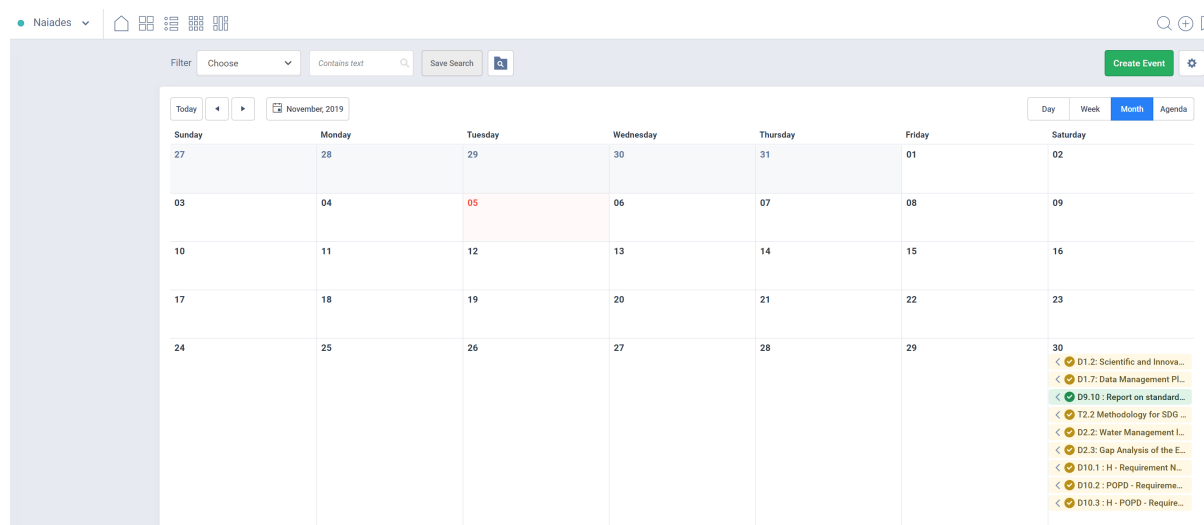 Naiades
Filter Choose Contains text Save Search Create Event
Today November, 2019 Day Week Month Agenda
Sunday Monday Tuesday Wednesday Thursday Friday Saturday
27 28 29 30 31 01 02
03 04 05 06 07 08 09
10 11 12 13 14 15 16
17 18 19 20 21 22 23
24 25 26 27 28 29 30
D1.2: Scientific and Innova...
D1.7: Data Management Pl...
D9.10 : Report on standard...
T2.2 Methodology for SDG ...
D2.2: Water Management I...
D2.3: Gap Analysis of the E...
D10.1 : H - Requirement N...
D10.2 : POPD - Requireme...
D10.3 : H - POPD - Require...